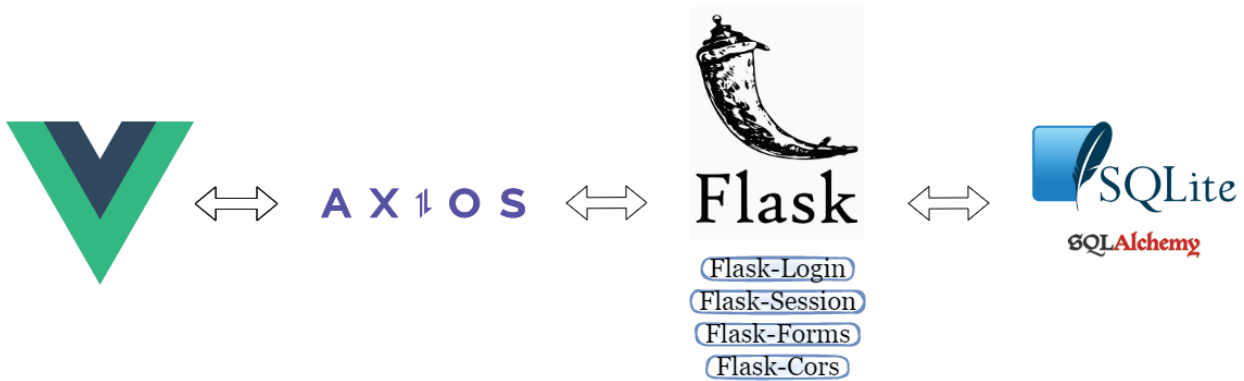 AXIOS
Flask
Flask-Login
Flask-Session
Flask-Forms
Flask-Cors
SQLite
SQLAlchemy